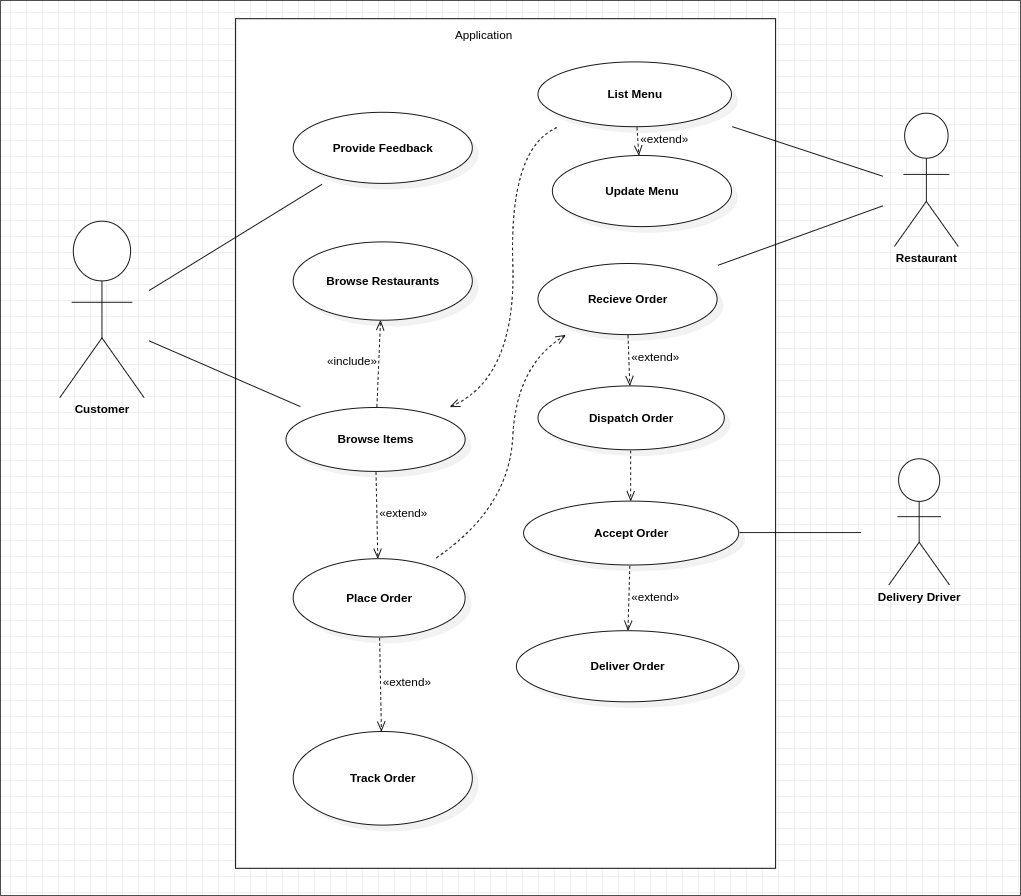 Application
List Menu
«extend»
Provide Feedback
Update Menu
Restaurant
Browse Restaurants
Recieve Order
«include»
«extend»
Customer
Dispatch Order
Browse Items
«extend»
Accept Order
Place Order
«extend»
Delivery Driver
Deliver Order
«extend»
Track Order